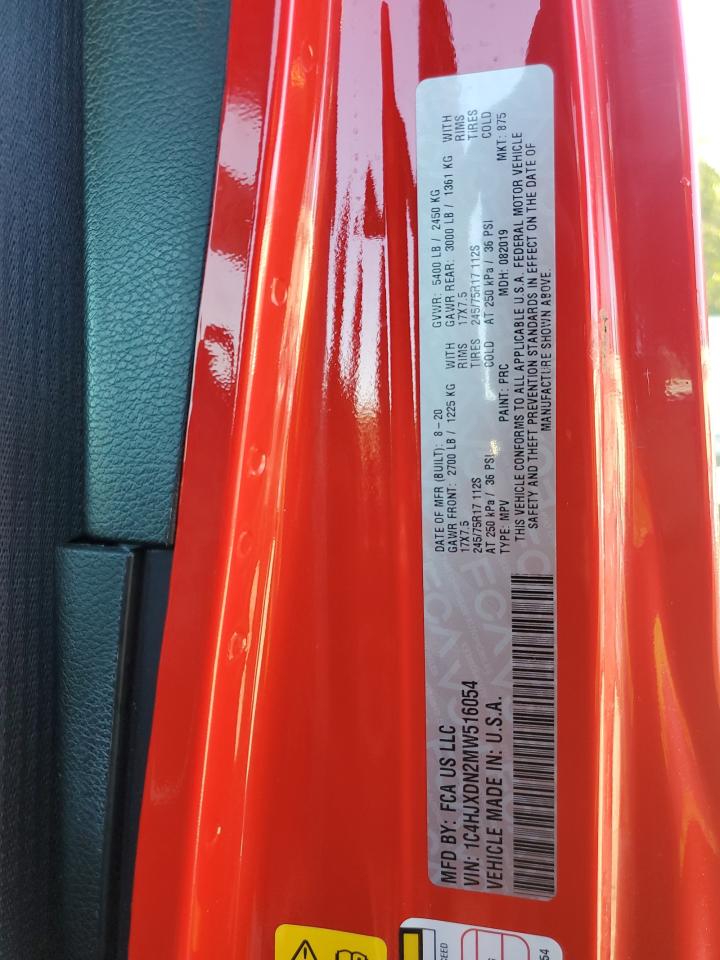 MFD BY: FCA US LLC
VIN: 1C4HJXDN2MW516054
VEHICLE MADE IN: U.S.A.
DATE OF MFR (BUILT): 8-20 GVWR: 5400 LB / 2450 KG
GAWR FRONT: 2700 LB / 1225 KG WITH GAWR REAR: 3000 LB / 1361 KG WITH
17X7.5 RIMS 17X7.5 RIMS
245/75R17 112S TIRES 245/75R17 112S TIRES
AT 250 kPa / 36 PSI COLD AT 250 kPa / 36 PSI COLD
TYPE: MPV PAINT: PRC MDH: 082019 MKT: 875
THIS VEHICLE CONFORMS TO ALL APPLICABLE U.S.A. FEDERAL MOTOR VEHICLE
SAFETY AND THEFT PREVENTION STANDARDS IN EFFECT ON THE DATE OF
MANUFACTURE SHOWN ABOVE.
54